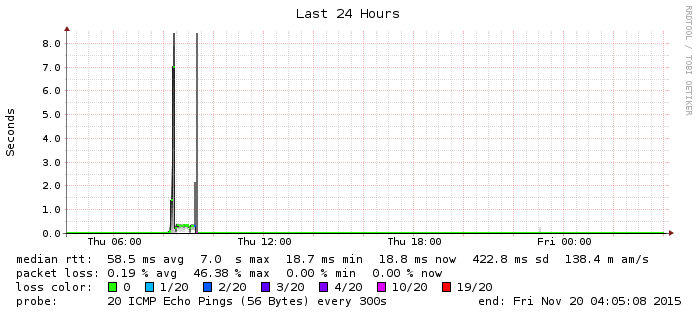 Last 24 Hours
RRDTOOL / TOBI OETIKER
Seconds
8.0
7.0
6.0
5.0
4.0
3.0
2.0
1.0
0.0
Thu 06:00 Thu 12:00 Thu 18:00 Fri 00:00
median rtt: 58.5 ms avg 7.0 s max 18.7 ms min 18.8 ms now 422.8 ms sd 138.4 m am/s
packet loss: 0.19 % avg 46.38 % max 0.00 % min 0.00 % now
loss color: 0 1/20 2/20 3/20 4/20 10/20 19/20
probe: 20 ICMP Echo Pings (56 Bytes) every 300s end: Fri Nov 20 04:05:08 2015